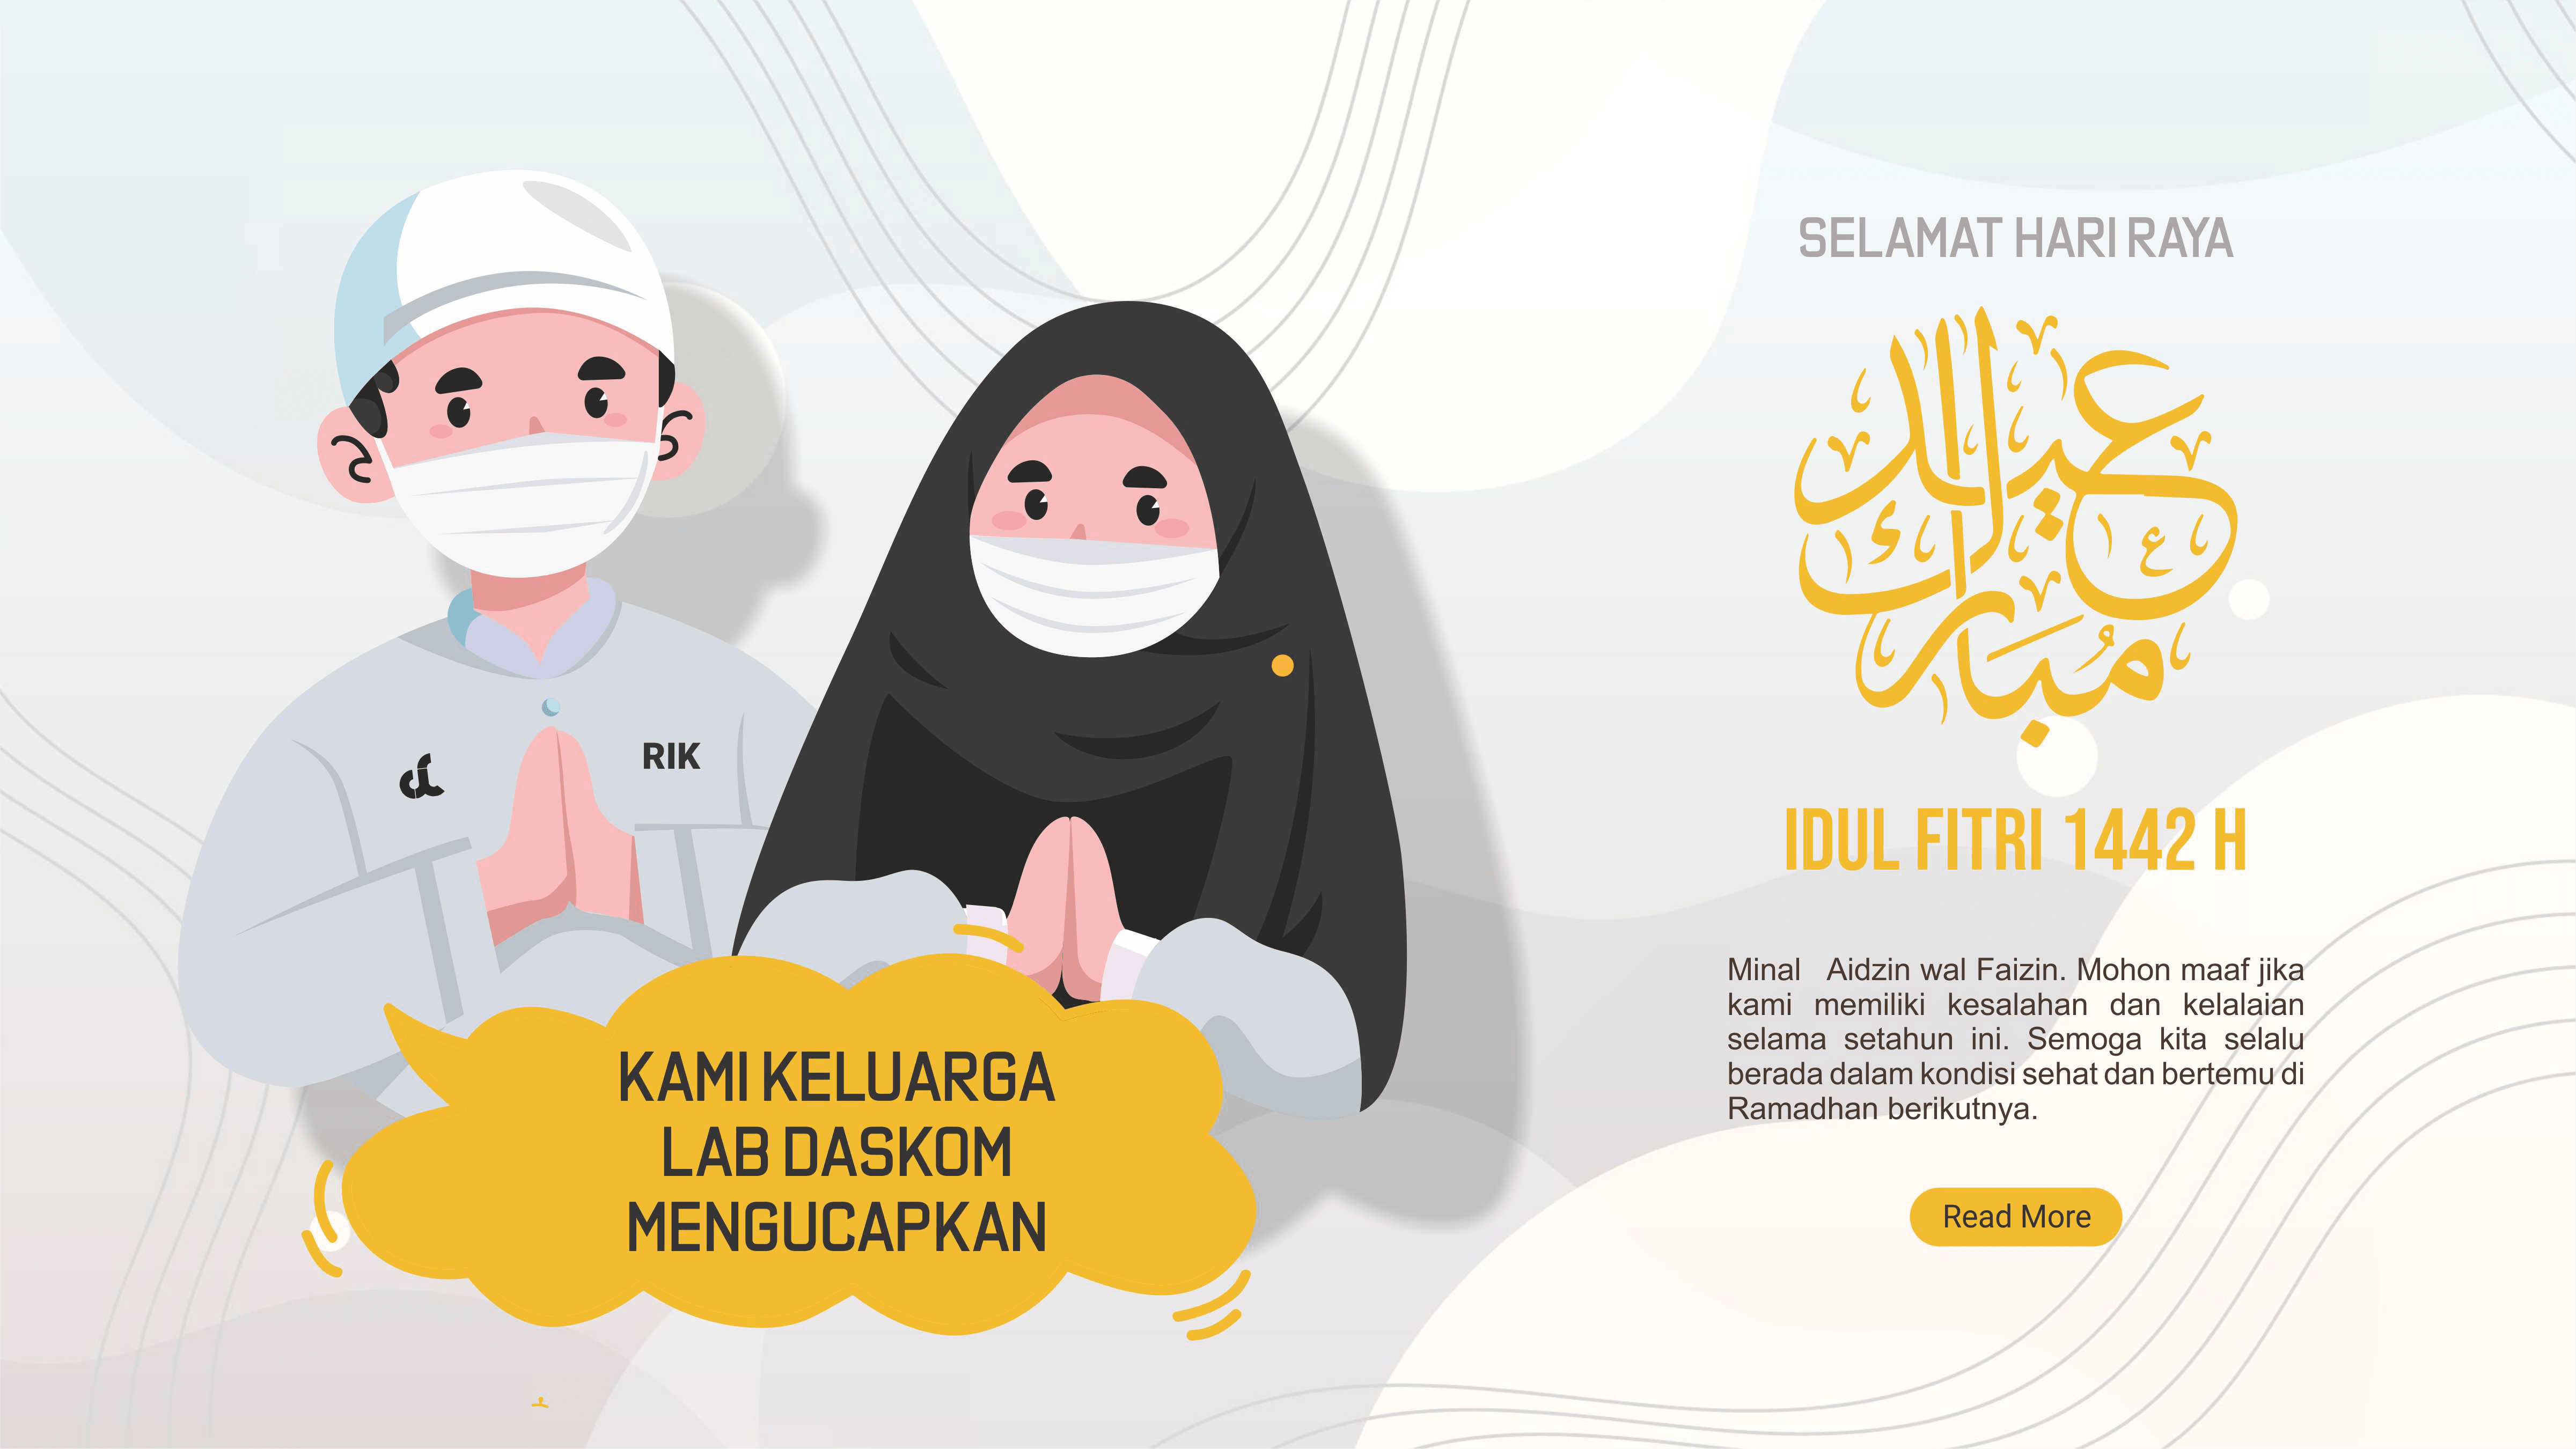 RIK
KAMI KELUARGA
LAB DASKOM
MENGUCAPKAN
SELAMAT HARI RAYA
عيد
مُبَارك
IDUL FITRI 1442 H
Minal Aidzin wal Faizin. Mohon maaf jika
kami memiliki kesalahan dan kelalaian
selama setahun ini. Semoga kita selalu
berada dalam kondisi sehat dan bertemu di
Ramadhan berikutnya.
Read More